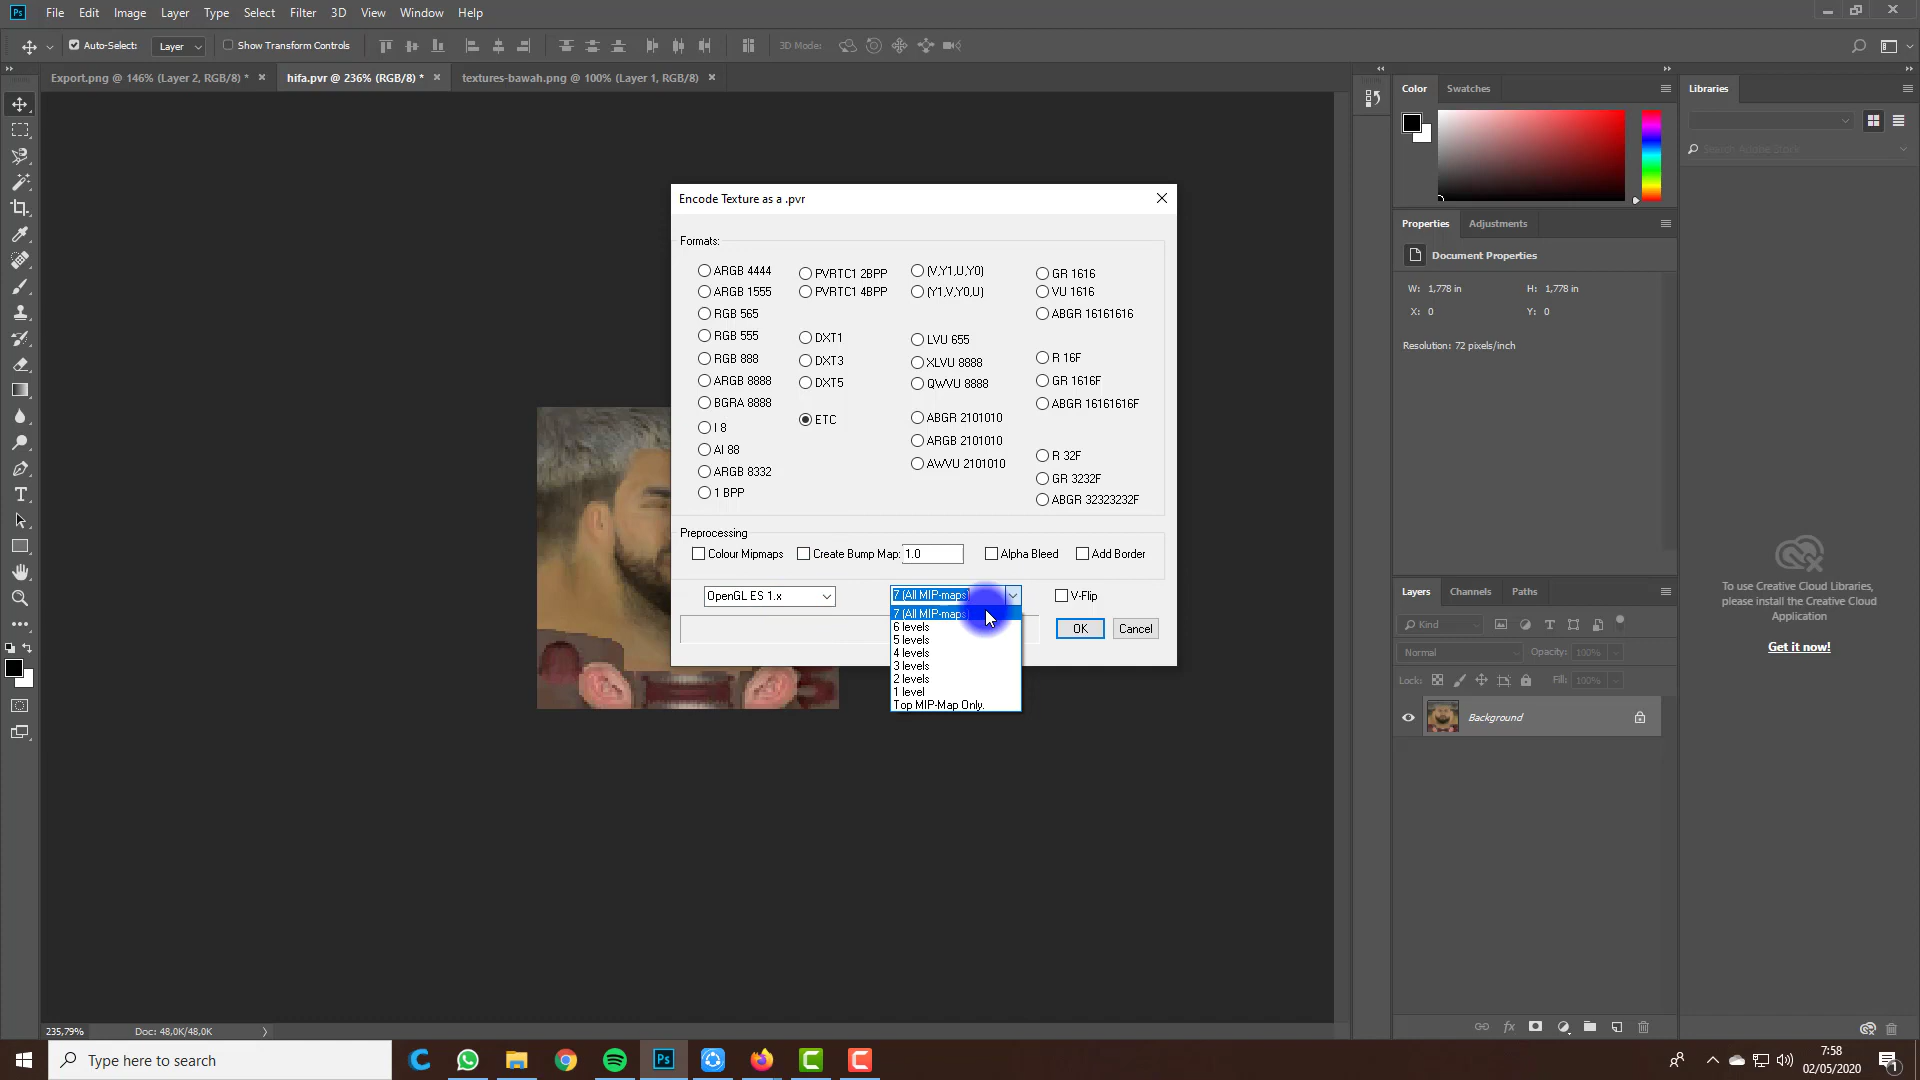 Ps File Edit Image Layer Type Select Filter 3D View Window Help
Auto-Select: Layer Show Transform Controls 3D Mode:
Export.png @ 146% (Layer 2, RGB/8) * hifa.pvr @ 236% (RGB/8) * textures-bawah.png @ 100% (Layer 1, RGB/8)
Color Swatches
Libraries
Search Adobe Stock
Encode Texture as a .pvr
Formats:
ARGB 4444 PVRTC1 2BPP (V,Y1,U,Y0) GR 1616
ARGB 1555 PVRTC1 4BPP (Y1,V,Y0,U) VU 1616
RGB 565 ABGR 16161616
RGB 555 DXT1 LVU 655
RGB 888 DXT3 XLVU 8888 R 16F
ARGB 8888 DXT5 QWVU 8888 GR 1616F
BGRA 8888 ABGR 16161616F
I 8 ETC ABGR 2101010
AI 88 ARGB 2101010 R 32F
ARGB 8332 AWVU 2101010 GR 3232F
1 BPP ABGR 32323232F
Preprocessing
Colour Mipmaps Create Bump Map: 1.0 Alpha Bleed Add Border
OpenGL ES 1.x 7 (All MIP-maps) V-Flip
7 (All MIP-maps)
6 levels
5 levels
4 levels
3 levels
2 levels
1 level
Top MIP-Map Only.
OK Cancel
Properties Adjustments
Document Properties
W: 1,778 in H: 1,778 in
X: 0 Y: 0
Resolution: 72 pixels/inch
Layers Channels Paths
Kind
Normal Opacity: 100%
Lock: Fill: 100%
Background
To use Creative Cloud Libraries,
please install the Creative Cloud
Application
Get it now!
235,79% Doc: 48,0K/48,0K
Type here to search
Ps
7:58
02/05/2020
1